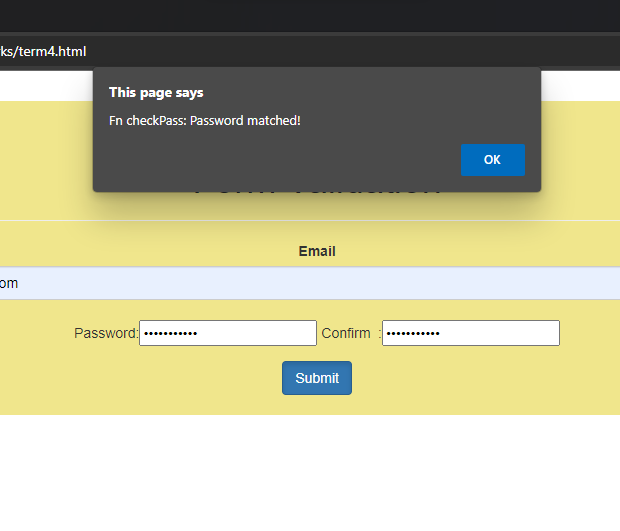 ks/term4.html
This page says
Fn checkPass: Password matched!
OK
Email
om
Password:••••••••••• Confirm :•••••••••••
Submit